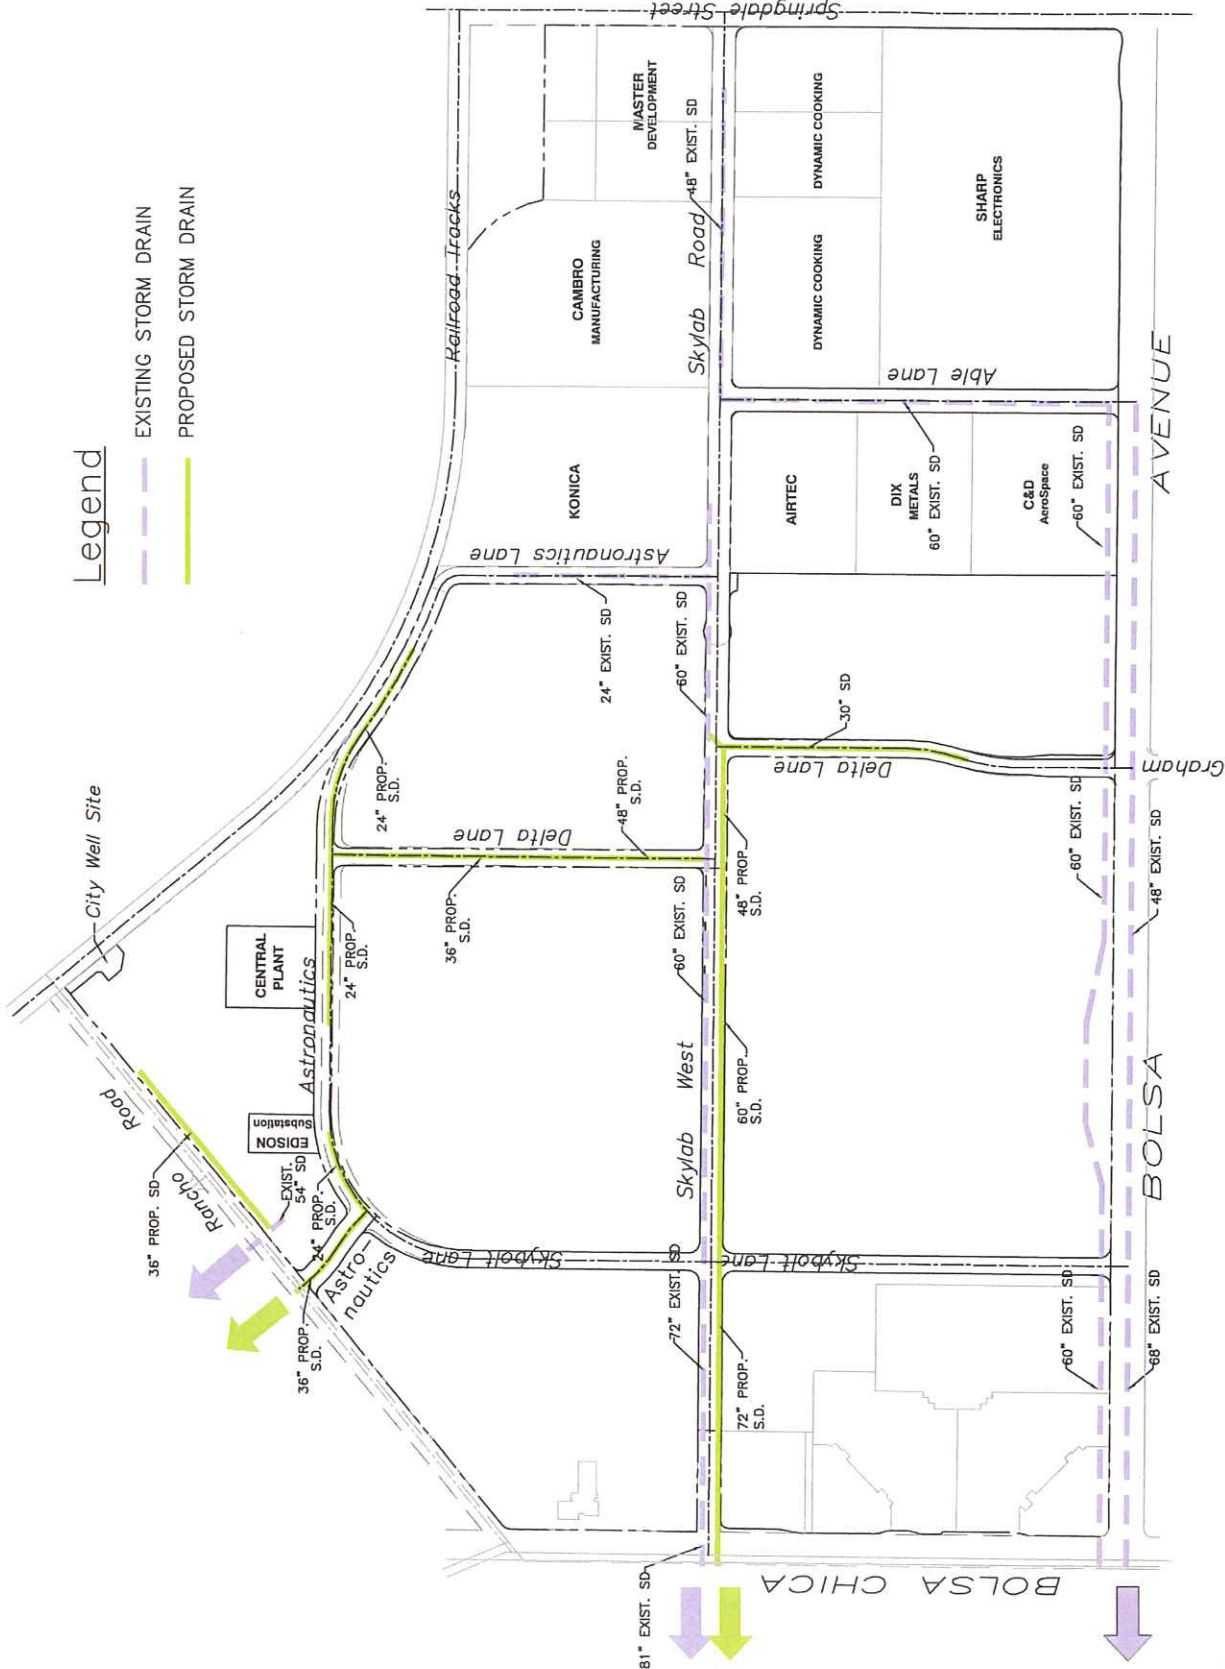 Legend
EXISTING STORM DRAIN
PROPOSED STORM DRAIN
Springdale Street
Railroad Tracks
MASTER
DEVELOPMENT
48" EXIST. SD
CAMBRO
MANUFACTURING
Skylab Road
DYNAMIC COOKING
DYNAMIC COOKING
SHARP
ELECTRONICS
Able Lane
KONICA
Astronautics Lane
AIRTEC
DIX
METALS
60" EXIST. SD
C&D
AeroSpace
60" EXIST. SD
AVENUE
24" EXIST. SD
60" EXIST. SD
30" SD
Delta Lane
Graham
City Well Site
24" PROP.
S.D.
Delta Lane
48" PROP.
S.D.
36" PROP.
S.D.
60" EXIST. SD
48" PROP.
S.D.
60" EXIST. SD
48" EXIST. SD
CENTRAL
PLANT
24" PROP.
S.D.
Astronautics
Skylab West
60" PROP.
S.D.
BOLSA
EDISON
Substation
Rancho Road
36" PROP. SD
EXIST.
54" SD
24" PROP.
S.D.
Astro-
nautics
36" PROP.
S.D.
Skybolt Lane
Skybolt Lane
72" EXIST. SD
72" PROP.
S.D.
60" EXIST. SD
68" EXIST. SD
81" EXIST. SD
BOLSA CHICA